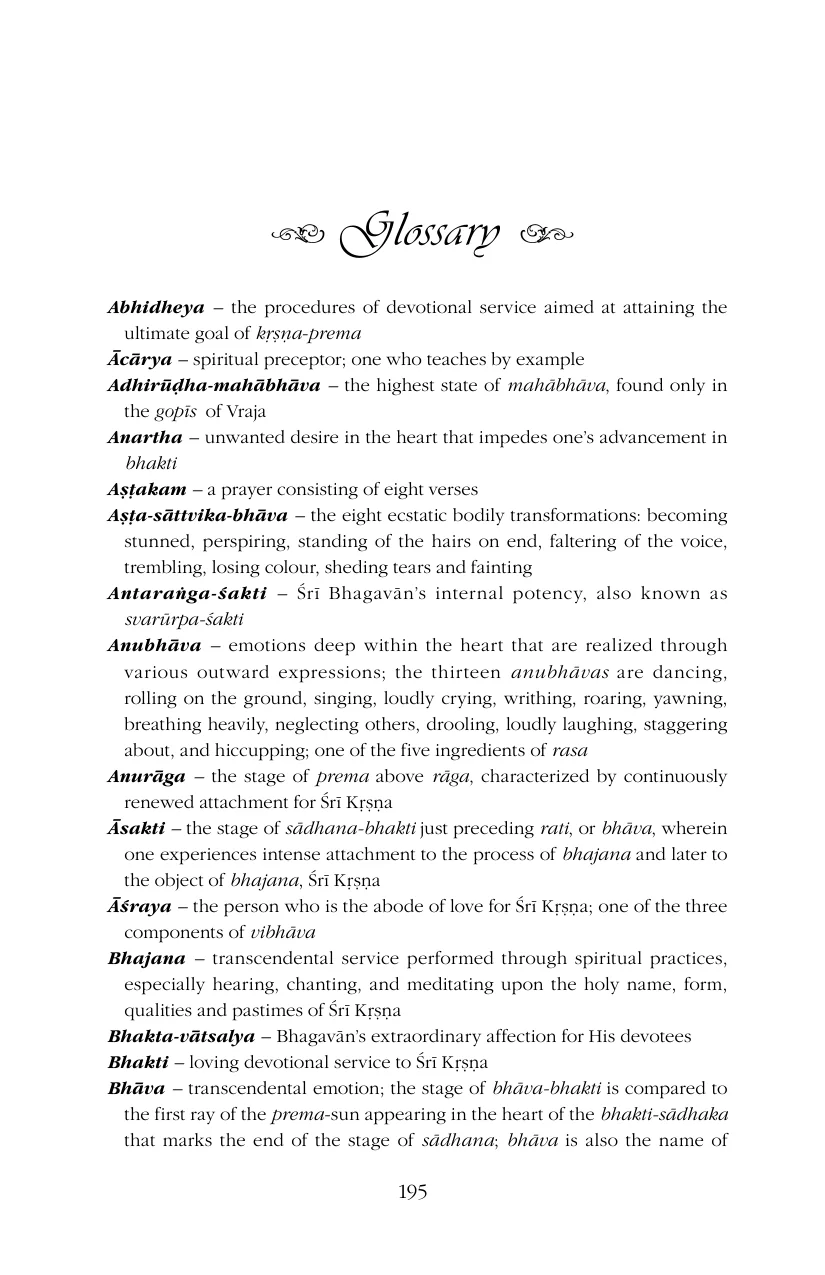 Glossary
Abhidheya – the procedures of devotional service aimed at attaining the
ultimate goal of kṛṣṇa-prema
Ācārya – spiritual preceptor; one who teaches by example
Adhirūḍha-mahābhāva – the highest state of mahābhāva, found only in
the gopīs of Vraja
Anartha – unwanted desire in the heart that impedes one’s advancement in
bhakti
Aṣṭakam – a prayer consisting of eight verses
Aṣṭa-sāttvika-bhāva – the eight ecstatic bodily transformations: becoming
stunned, perspiring, standing of the hairs on end, faltering of the voice,
trembling, losing colour, sheding tears and fainting
Antaraṅga-śakti – Śrī Bhagavān’s internal potency, also known as
svarūrpa-śakti
Anubhāva – emotions deep within the heart that are realized through
various outward expressions; the thirteen anubhāvas are dancing,
rolling on the ground, singing, loudly crying, writhing, roaring, yawning,
breathing heavily, neglecting others, drooling, loudly laughing, staggering
about, and hiccupping; one of the five ingredients of rasa
Anurāga – the stage of prema above rāga, characterized by continuously
renewed attachment for Śrī Kṛṣṇa
Āsakti – the stage of sādhana-bhakti just preceding rati, or bhāva, wherein
one experiences intense attachment to the process of bhajana and later to
the object of bhajana, Śrī Kṛṣṇa
Āśraya – the person who is the abode of love for Śrī Kṛṣṇa; one of the three
components of vibhāva
Bhajana – transcendental service performed through spiritual practices,
especially hearing, chanting, and meditating upon the holy name, form,
qualities and pastimes of Śrī Kṛṣṇa
Bhakta-vātsalya – Bhagavān’s extraordinary affection for His devotees
Bhakti – loving devotional service to Śrī Kṛṣṇa
Bhāva – transcendental emotion; the stage of bhāva-bhakti is compared to
the first ray of the prema-sun appearing in the heart of the bhakti-sādhaka
that marks the end of the stage of sādhana; bhāva is also the name of
195